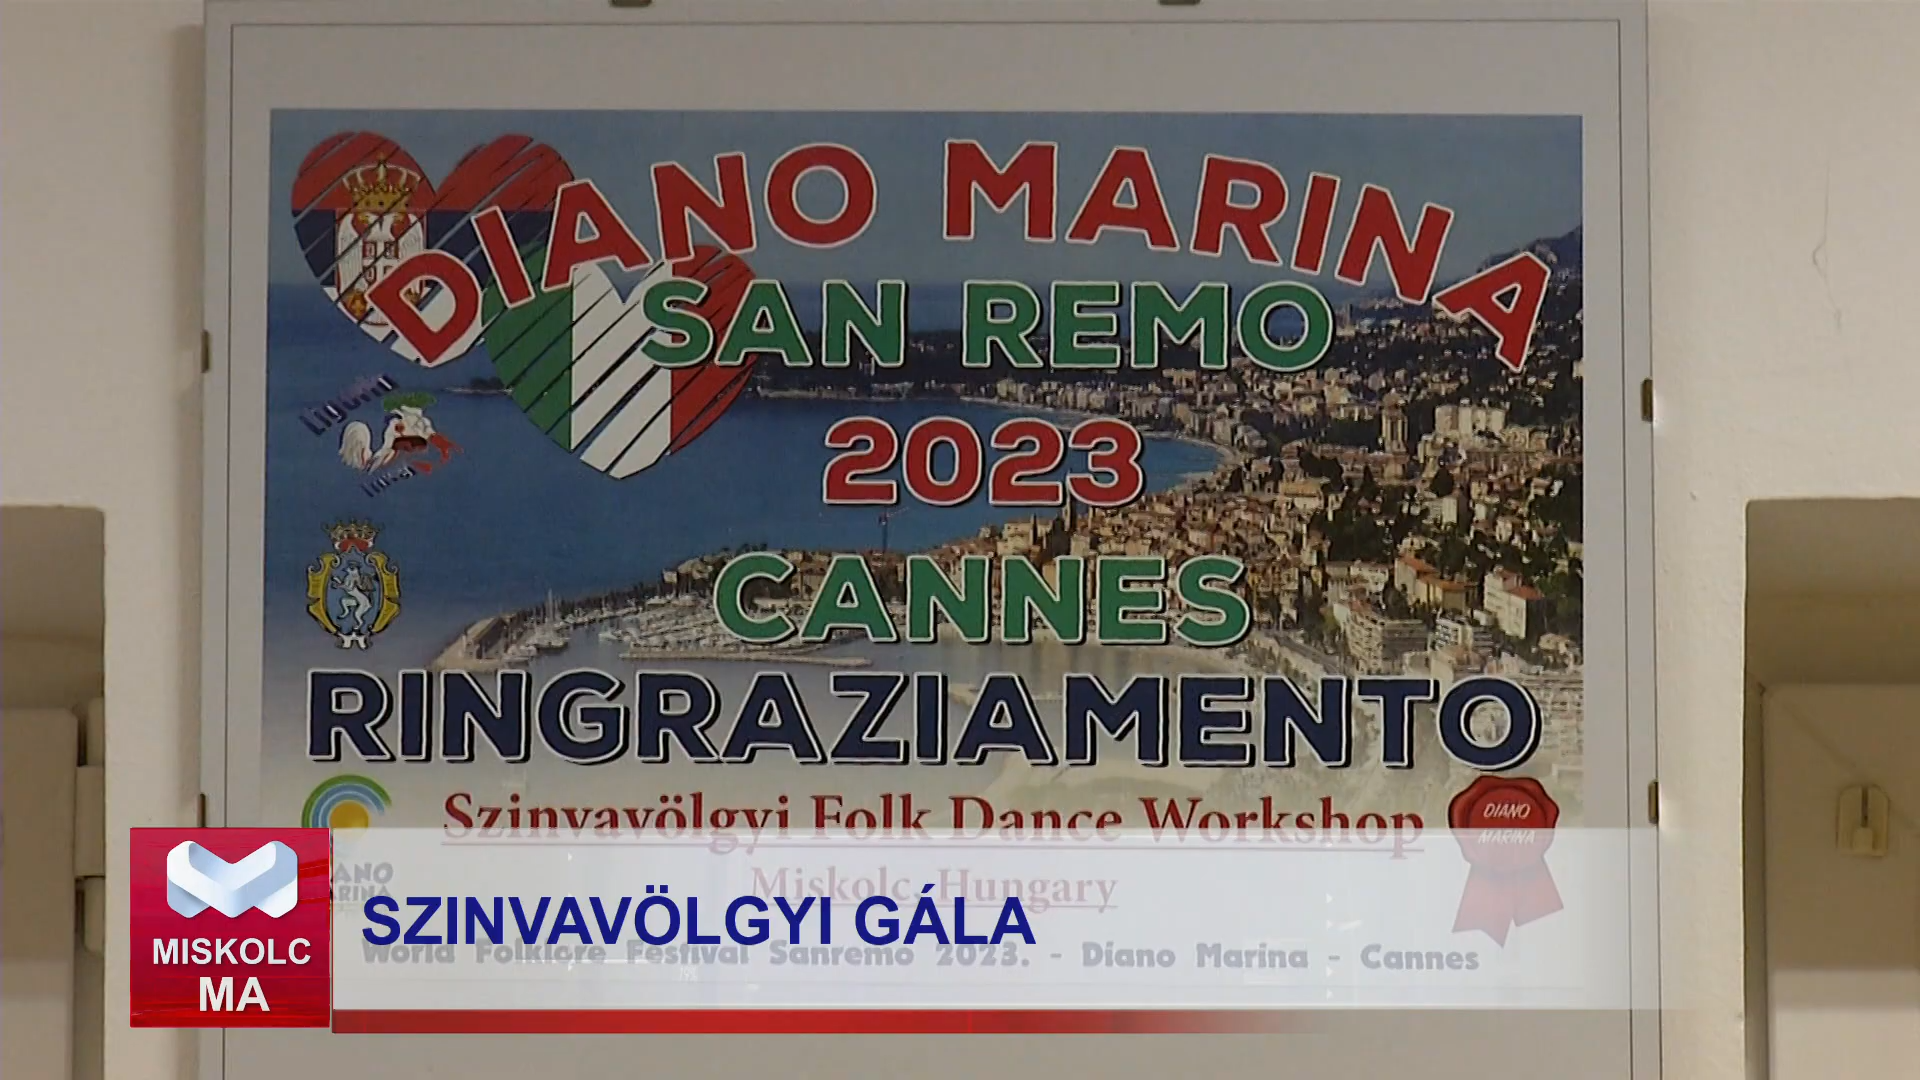 DIANO MARINA
SAN REMO
Liguria
2023
CANNES
RINGRAZIAMENTO
Szinvavölgyi Folk Dance Workshop
DIANO
MARINA
Miskolc, Hungary
World Folklore Festival Sanremo 2023. - Diano Marina - Cannes
SZINVAVÖLGYI GÁLA
MISKOLC
MA